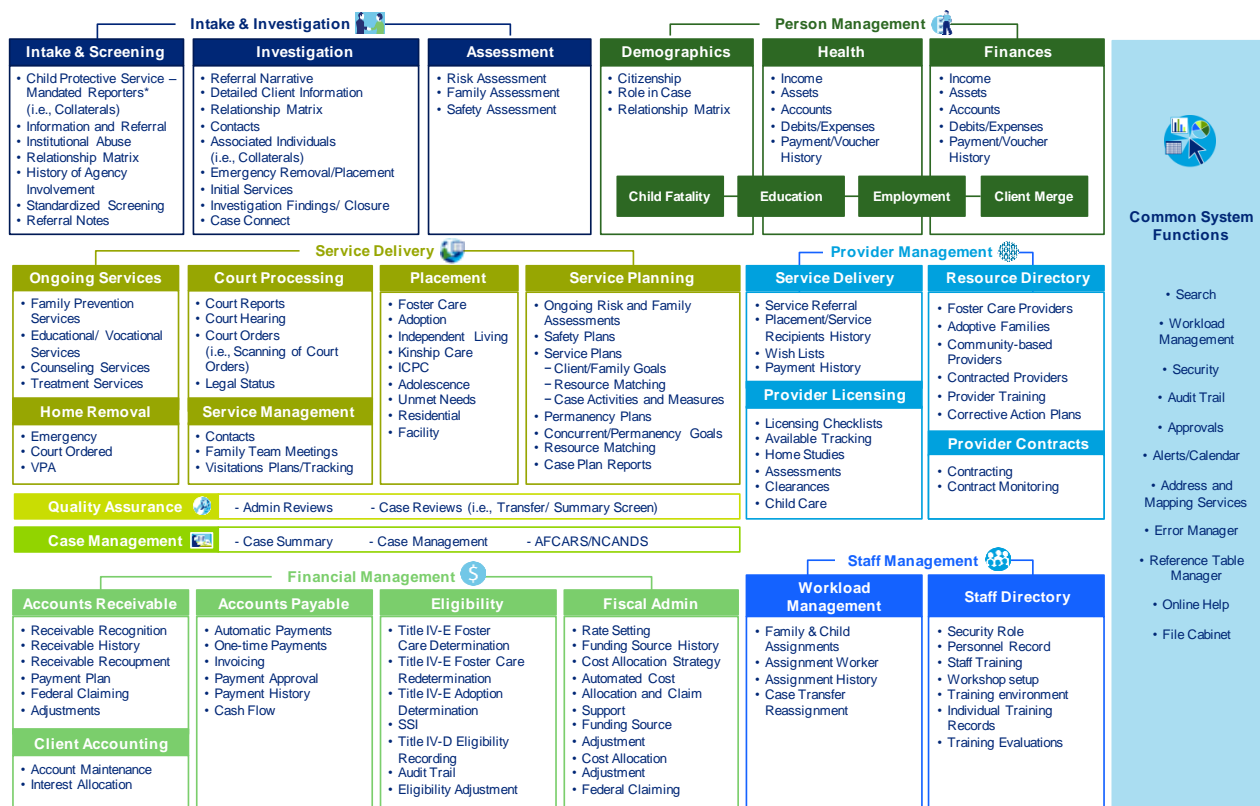 Intake & Investigation
Intake & Screening
• Child Protective Service –
Mandated Reporters*
(i.e., Collaterals)
• Information and Referral
• Institutional Abuse
• Relationship Matrix
• History of Agency
Involvement
• Standardized Screening
• Referral Notes
Investigation
• Referral Narrative
• Detailed Client Information
• Relationship Matrix
• Contacts
• Associated Individuals
(i.e., Collaterals)
• Emergency Removal/Placement
• Initial Services
• Investigation Findings/ Closure
• Case Connect
Assessment
• Risk Assessment
• Family Assessment
• Safety Assessment
Person Management
Demographics
• Citizenship
• Role in Case
• Relationship Matrix
Health
• Income
• Assets
• Accounts
• Debits/Expenses
• Payment/Voucher
History
Finances
• Income
• Assets
• Accounts
• Debits/Expenses
• Payment/Voucher
History
Child Fatality
Education
Employment
Client Merge
Service Delivery
Ongoing Services
• Family Prevention
Services
• Educational/ Vocational
Services
• Counseling Services
• Treatment Services
Home Removal
• Emergency
• Court Ordered
• VPA
Court Processing
• Court Reports
• Court Hearing
• Court Orders
(i.e., Scanning of Court
Orders)
• Legal Status
Service Management
• Contacts
• Family Team Meetings
• Visitations Plans/Tracking
Placement
• Foster Care
• Adoption
• Independent Living
• Kinship Care
• ICPC
• Adolescence
• Unmet Needs
• Residential
• Facility
Service Planning
• Ongoing Risk and Family
Assessments
• Safety Plans
• Service Plans
– Client/Family Goals
– Resource Matching
– Case Activities and Measures
• Permanency Plans
• Concurrent/Permanency Goals
• Resource Matching
• Case Plan Reports
Provider Management
Service Delivery
• Service Referral
• Placement/Service
Recipients History
• Wish Lists
• Payment History
Provider Licensing
• Licensing Checklists
• Available Tracking
• Home Studies
• Assessments
• Clearances
• Child Care
Resource Directory
• Foster Care Providers
• Adoptive Families
• Community-based
Providers
• Contracted Providers
• Provider Training
• Corrective Action Plans
Provider Contracts
• Contracting
• Contract Monitoring
Quality Assurance
- Admin Reviews
- Case Reviews (i.e., Transfer/ Summary Screen)
Case Management
- Case Summary
- Case Management
- AFCARS/NCANDS
Financial Management
$
Accounts Receivable
• Receivable Recognition
• Receivable History
• Receivable Recoupment
• Payment Plan
• Federal Claiming
• Adjustments
Client Accounting
• Account Maintenance
• Interest Allocation
Accounts Payable
• Automatic Payments
• One-time Payments
• Invoicing
• Payment Approval
• Payment History
• Cash Flow
Eligibility
• Title IV-E Foster
Care Determination
• Title IV-E Foster Care
Redetermination
• Title IV-E Adoption
Determination
• SSI
• Title IV-D Eligibility
Recording
• Audit Trail
• Eligibility Adjustment
Fiscal Admin
• Rate Setting
• Funding Source History
• Cost Allocation Strategy
• Automated Cost
• Allocation and Claim
• Support
• Funding Source
• Adjustment
• Cost Allocation
• Adjustment
• Federal Claiming
Staff Management
Workload
Management
• Family & Child
Assignments
• Assignment Worker
• Assignment History
• Case Transfer
Reassignment
Staff Directory
• Security Role
• Personnel Record
• Staff Training
• Workshop setup
• Training environment
• Individual Training
Records
• Training Evaluations
Common System
Functions
• Search
• Workload
Management
• Security
• Audit Trail
• Approvals
• Alerts/Calendar
• Address and
Mapping Services
• Error Manager
• Reference Table
Manager
• Online Help
• File Cabinet